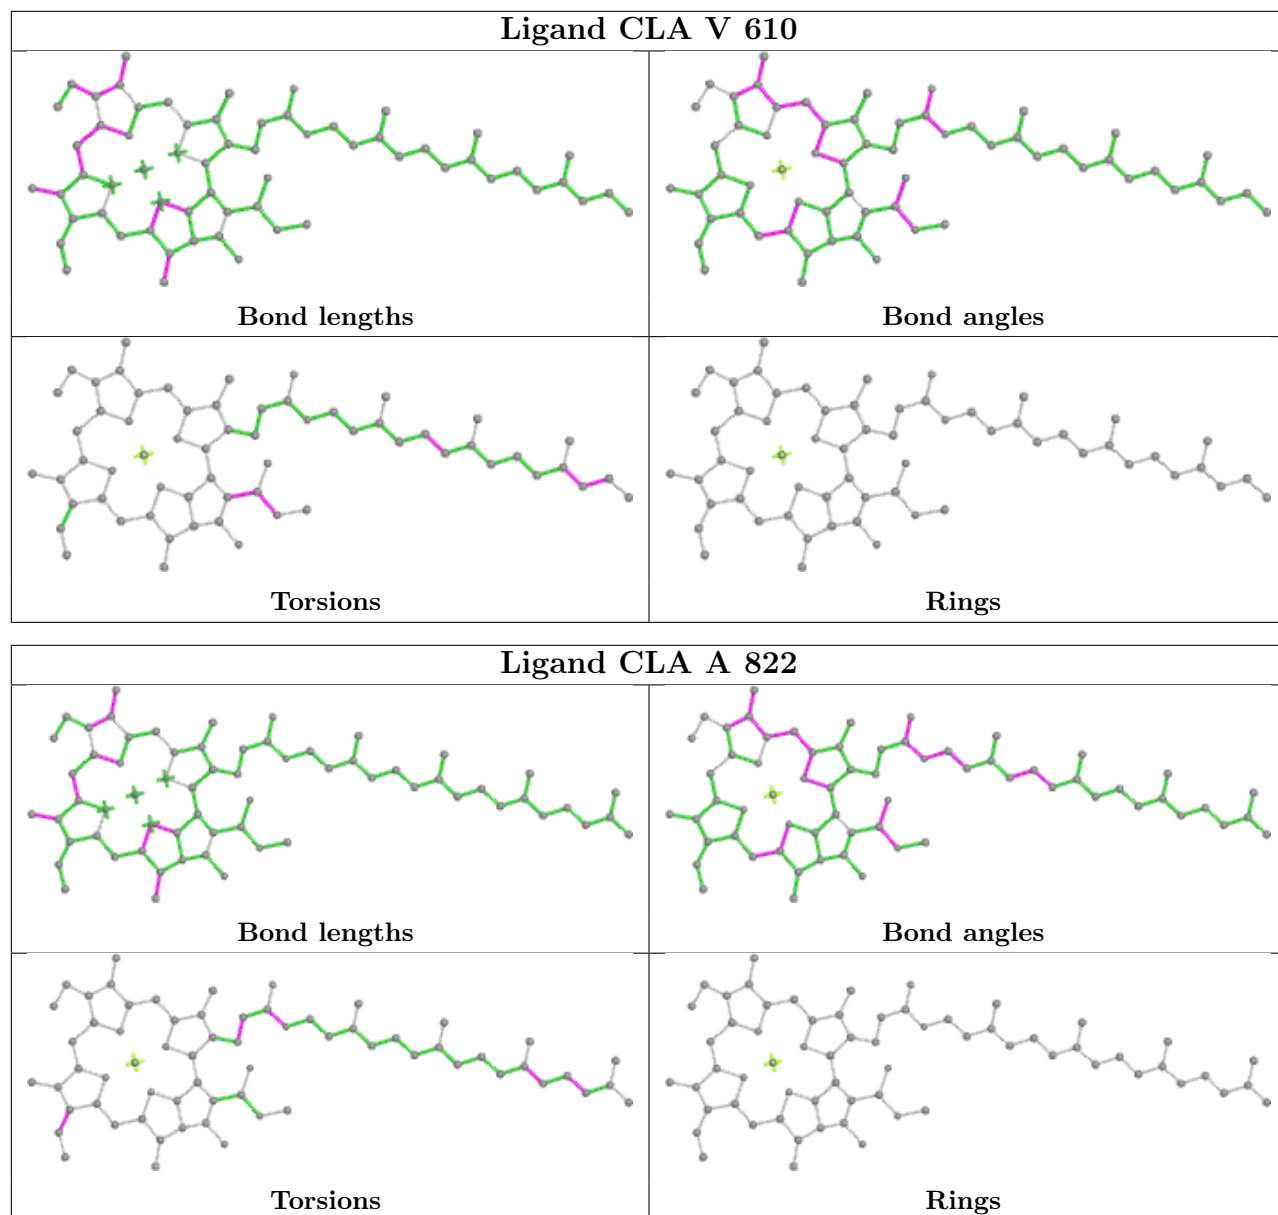 Ligand CLA V 610
Bond lengths
Bond angles
Torsions
Rings
Ligand CLA A 822
Bond lengths
Bond angles
Torsions
Rings